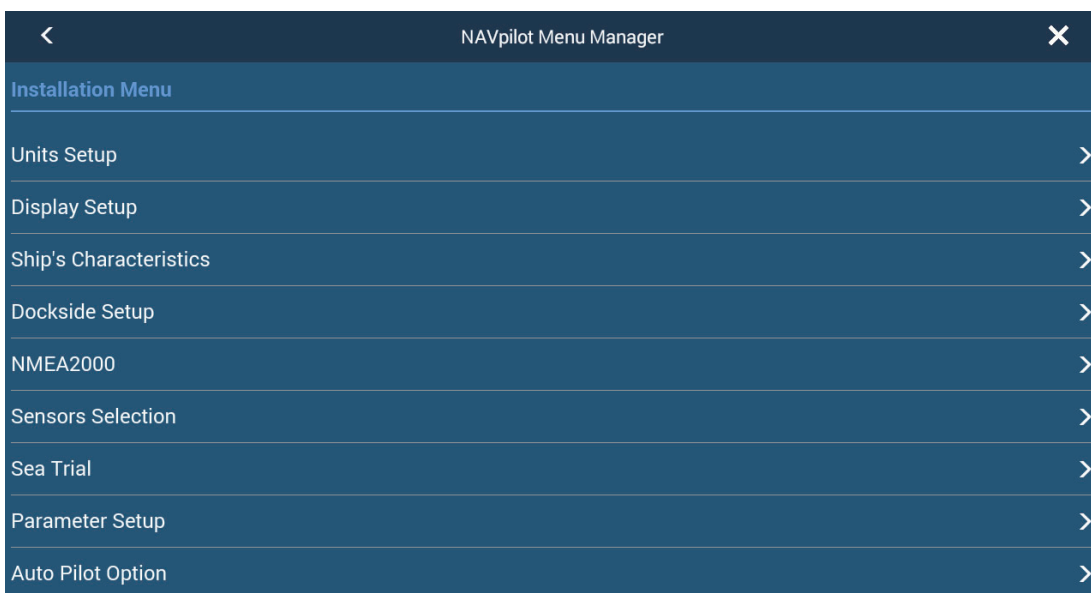 NAVpilot Menu Manager
Installation Menu
Units Setup
Display Setup
Ship's Characteristics
Dockside Setup
NMEA2000
Sensors Selection
Sea Trial
Parameter Setup
Auto Pilot Option